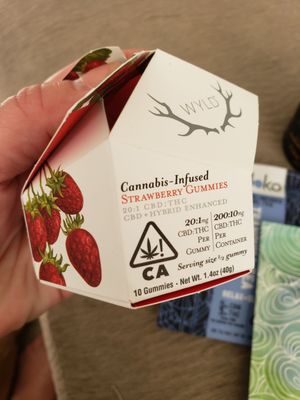 WYLD
Cannabis-Infused
STRAWBERRY GUMMIES
20:1 CBD:THC
CBD + HYBRID ENHANCED
20:1mg
CBD:THC
PER
GUMMY
200:10mg
CBD:THC
PER
CONTAINER
Serving size ½ gummy
CA
10 Gummies - Net Wt. 1.4oz (40g)